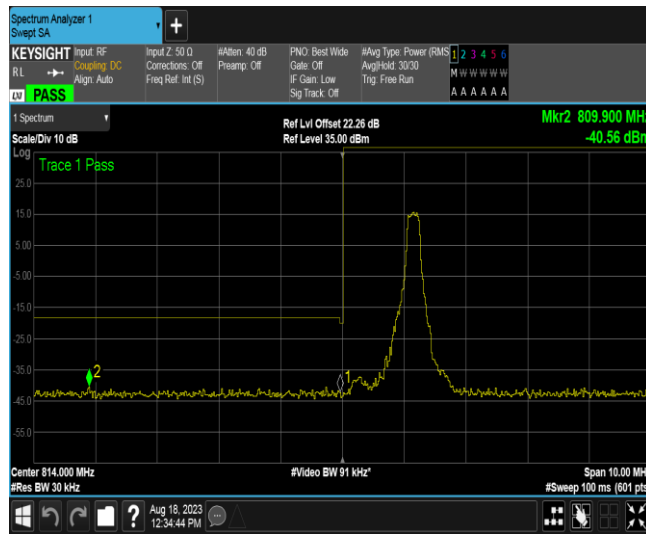 Spectrum Analyzer 1
Swept SA
+
KEYSIGHT
RL
LXI PASS
Input: RF
Coupling: DC
Align: Auto
Input Z: 50 Ω
Corrections: Off
Freq Ref: Int (S)
#Atten: 40 dB
Preamp: Off
PNO: Best Wide
Gate: Off
IF Gain: Low
Sig Track: Off
#Avg Type: Power (RMS
Avg|Hold: 30/30
Trig: Free Run
1 2 3 4 5 6
M W W W W W
A A A A A A
1 Spectrum
Scale/Div 10 dB
Ref Lvl Offset 22.26 dB
Ref Level 35.00 dBm
Mkr2 809.900 MHz
-40.56 dBm
Log
Trace 1 Pass
25.0
15.0
5.00
-5.00
-15.0
-25.0
-35.0
-45.0
-55.0
2
1
Center 814.000 MHz
#Res BW 30 kHz
#Video BW 91 kHz*
Span 10.00 MH
#Sweep 100 ms (601 pts
?
Aug 18, 2023
12:34:44 PM